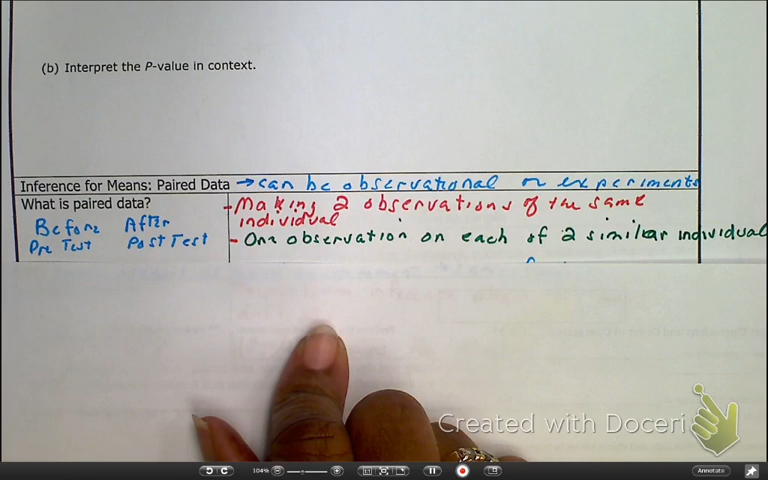 (b) Interpret the P-value in context.
Inference for Means: Paired Data → can be observational or experiments
What is paired data?
- Making 2 observations of the same
individual
Before After
Pre Test Post Test
- One observation on each of 2 similar individual
Created with Doceri
104%
Annotate